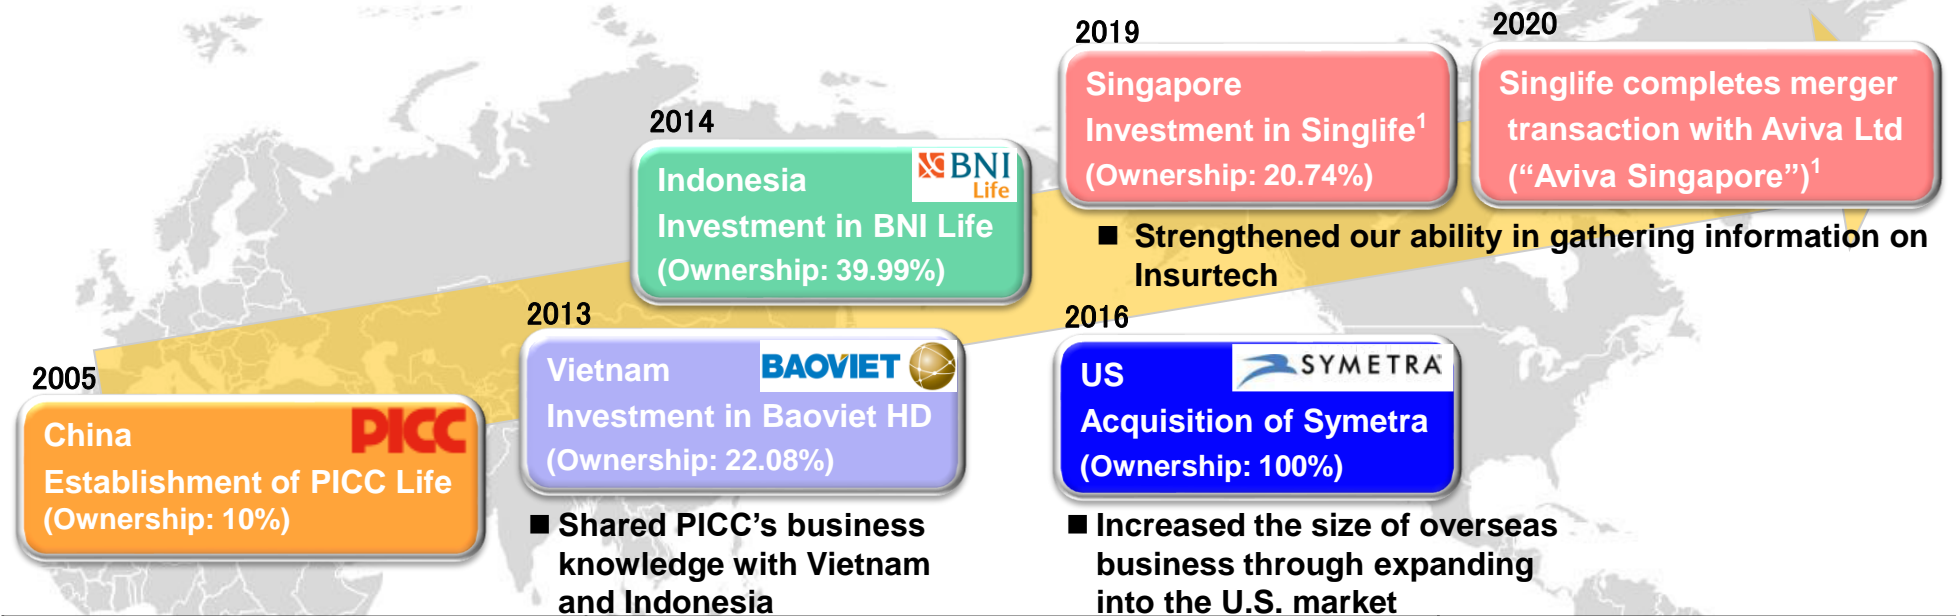 2005
China
PICC
Establishment of PICC Life
(Ownership: 10%)
2013
Vietnam
BAOVIET
Investment in Baoviet HD
(Ownership: 22.08%)
■ Shared PICC's business
knowledge with Vietnam
and Indonesia
2014
Indonesia
BNI
Life
Investment in BNI Life
(Ownership: 39.99%)
2016
US
SYMETRA
Acquisition of Symetra
(Ownership: 100%)
■ Increased the size of overseas
business through expanding
into the U.S. market
2019
Singapore
Investment in Singlife¹
(Ownership: 20.74%)
2020
Singlife completes merger
transaction with Aviva Ltd
(“Aviva Singapore”)¹
■ Strengthened our ability in gathering information on
Insurtech